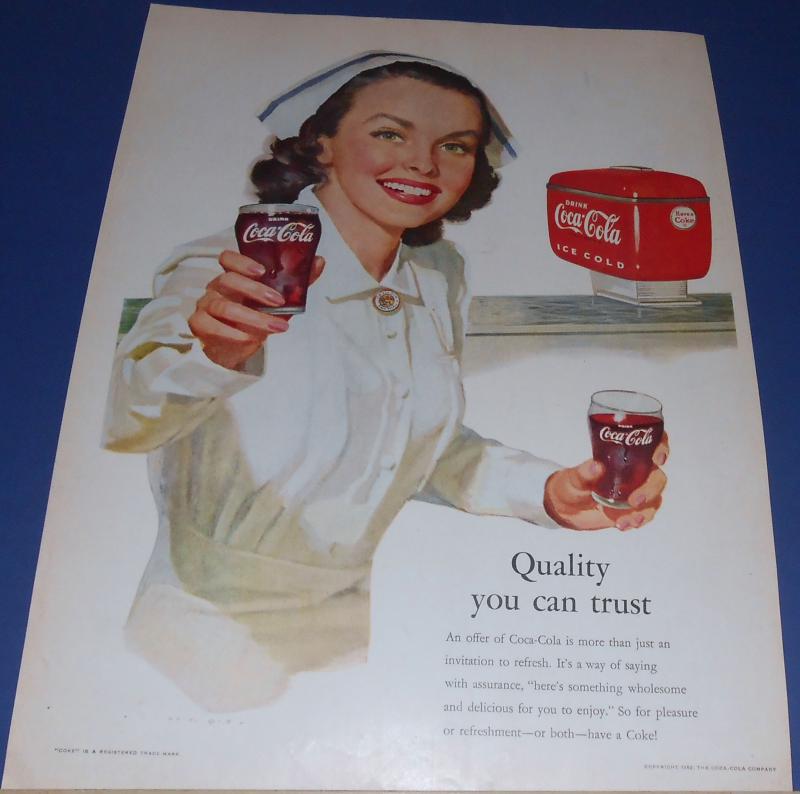 DRINK
Coca-Cola
DRINK
Coca-Cola
ICE COLD
Have a
Coke
DRINK
Coca-Cola
Quality
you can trust
An offer of Coca-Cola is more than just an
invitation to refresh. It's a way of saying
with assurance, "here's something wholesome
and delicious for you to enjoy." So for pleasure
or refreshment—or both—have a Coke!
"COKE" IS A REGISTERED TRADE-MARK.
COPYRIGHT 1952, THE COCA-COLA COMPANY